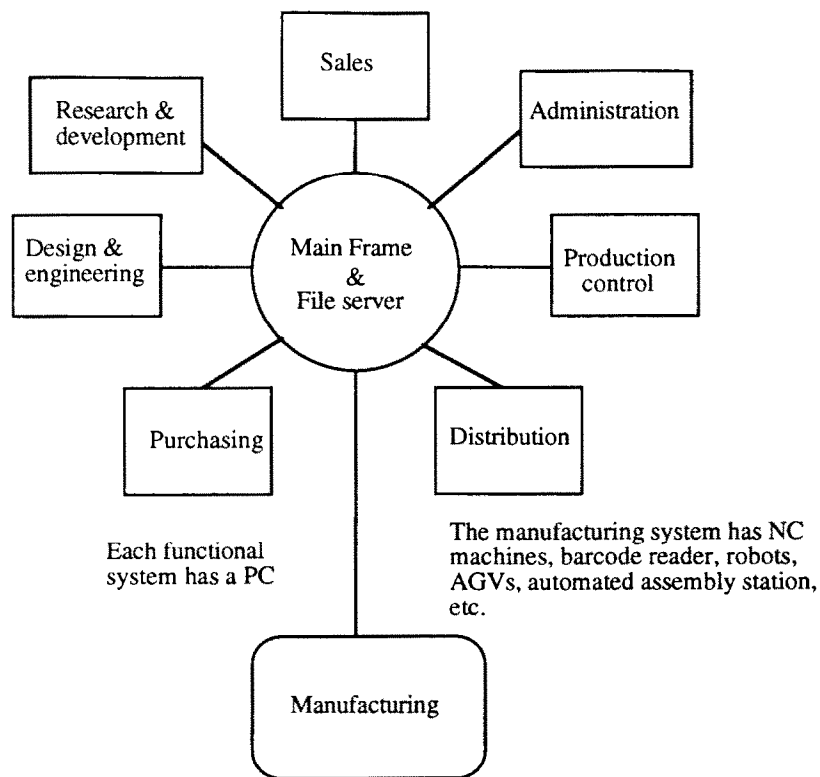 Sales
Research &
development
Administration
Design &
engineering
Main Frame
&
File server
Production
control
Purchasing
Distribution
Each functional
system has a PC
The manufacturing system has NC
machines, barcode reader, robots,
AGVs, automated assembly station,
etc.
Manufacturing